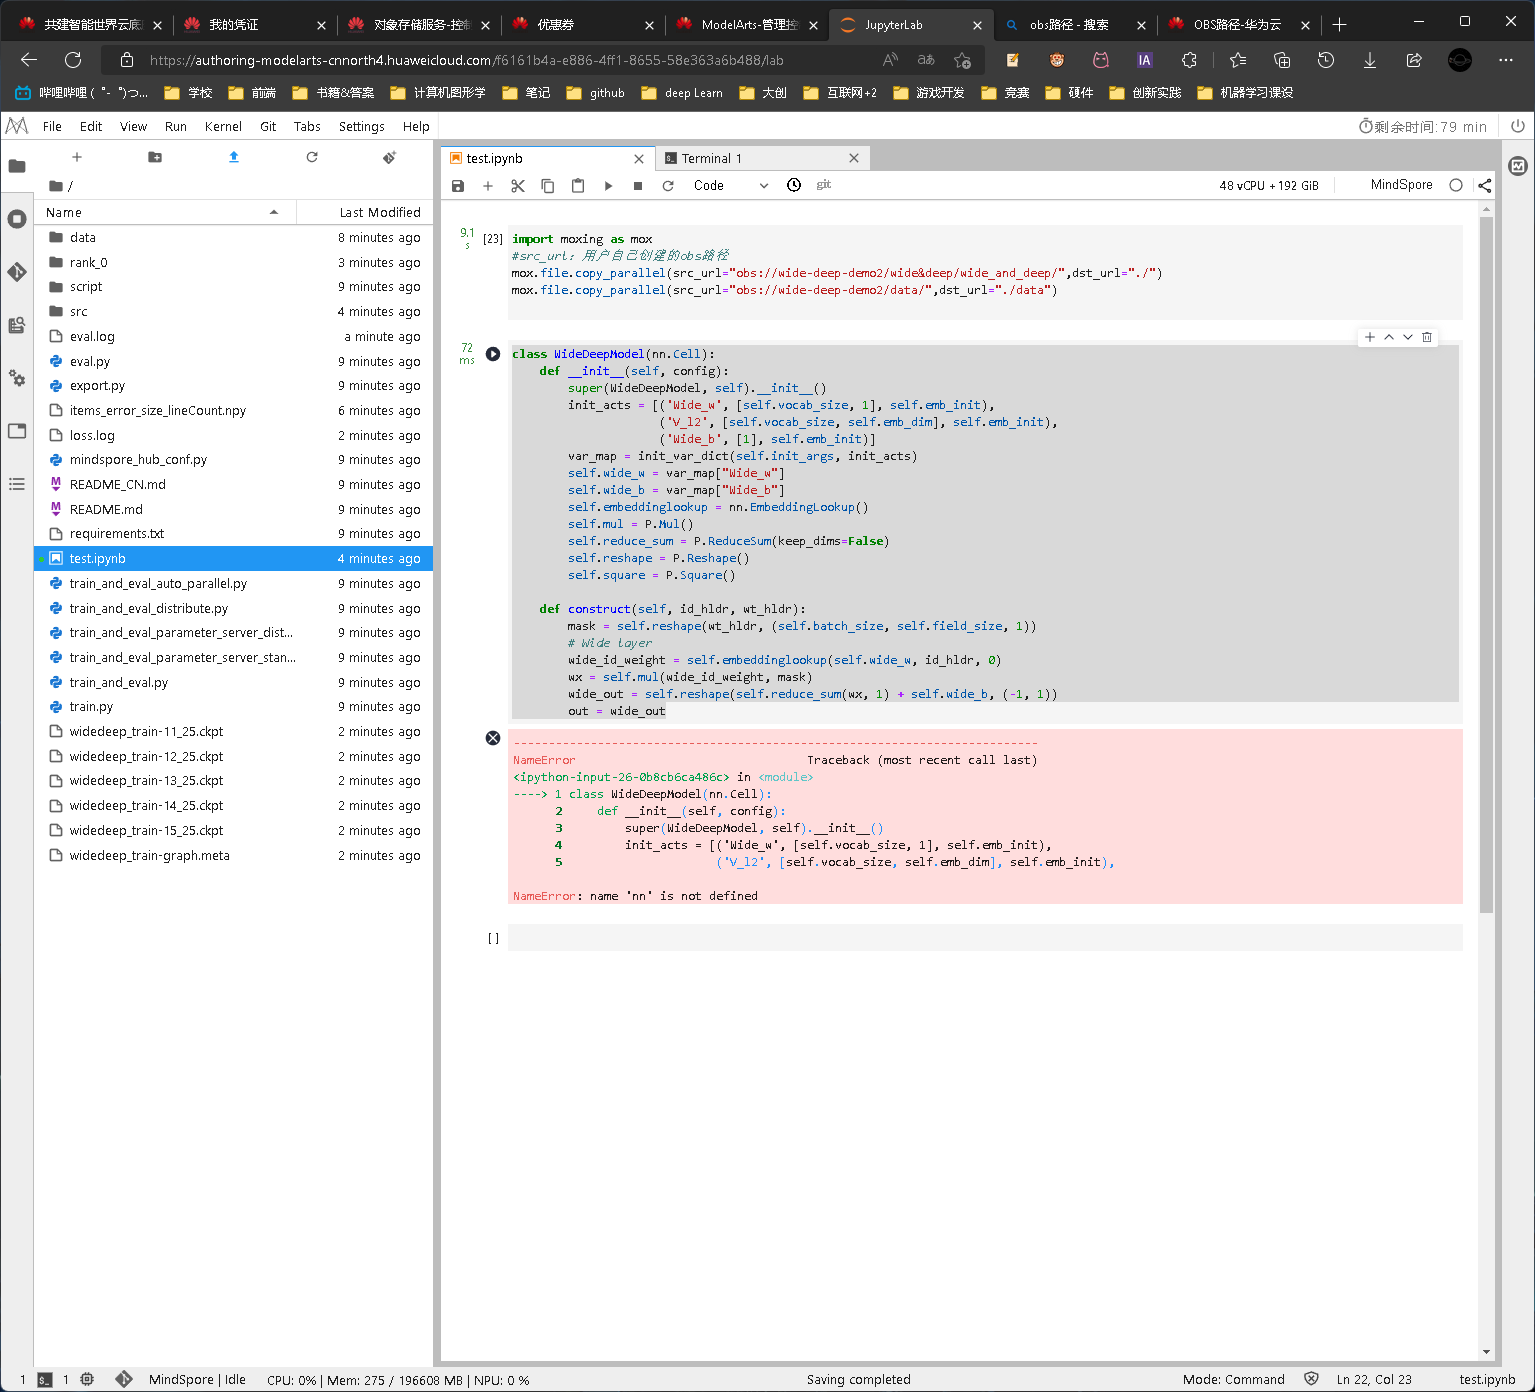 共建智能世界云底
我的凭证
对象存储服务-控制
优惠券
ModelArts-管理控
JupyterLab
obs路径 - 搜索
OBS路径-华为云
https://authoring-modelarts-cnnorth4.huaweicloud.com/f6161b4a-e886-4ff1-8655-58e363a6b488/lab
哔哩哔哩 ( ゜- ゜)つ...
学校
前端
书籍&答案
计算机图形学
笔记
github
deep Learn
大创
互联网+2
游戏开发
竞赛
硬件
创新实践
机器学习课设
File Edit View Run Kernel Git Tabs Settings Help
剩余时间: 79 min
/
Name Last Modified
data 8 minutes ago
rank_0 3 minutes ago
script 9 minutes ago
src 4 minutes ago
eval.log a minute ago
eval.py 9 minutes ago
export.py 9 minutes ago
items_error_size_lineCount.npy 6 minutes ago
loss.log 2 minutes ago
mindspore_hub_conf.py 9 minutes ago
README_CN.md 9 minutes ago
README.md 9 minutes ago
requirements.txt 9 minutes ago
test.ipynb 4 minutes ago
train_and_eval_auto_parallel.py 9 minutes ago
train_and_eval_distribute.py 9 minutes ago
train_and_eval_parameter_server_dist... 9 minutes ago
train_and_eval_parameter_server_stan... 9 minutes ago
train_and_eval.py 9 minutes ago
train.py 9 minutes ago
widedeep_train-11_25.ckpt 2 minutes ago
widedeep_train-12_25.ckpt 2 minutes ago
widedeep_train-13_25.ckpt 2 minutes ago
widedeep_train-14_25.ckpt 2 minutes ago
widedeep_train-15_25.ckpt 2 minutes ago
widedeep_train-graph.meta 2 minutes ago
test.ipynb Terminal 1
Code git 48 vCPU + 192 GiB MindSpore
9.1 s
[23] import moxing as mox
#src_url：用户自己创建的obs路径
mox.file.copy_parallel(src_url="obs://wide-deep-demo2/wide&deep/wide_and_deep/",dst_url="./")
mox.file.copy_parallel(src_url="obs://wide-deep-demo2/data/",dst_url="./data")
72 ms
class WideDeepModel(nn.Cell):
    def __init__(self, config):
        super(WideDeepModel, self).__init__()
        init_acts = [('Wide_w', [self.vocab_size, 1], self.emb_init),
                     ('V_l2', [self.vocab_size, self.emb_dim], self.emb_init),
                     ('Wide_b', [1], self.emb_init)]
        var_map = init_var_dict(self.init_args, init_acts)
        self.wide_w = var_map["Wide_w"]
        self.wide_b = var_map["Wide_b"]
        self.embeddinglookup = nn.EmbeddingLookup()
        self.mul = P.Mul()
        self.reduce_sum = P.ReduceSum(keep_dims=False)
        self.reshape = P.Reshape()
        self.square = P.Square()
    def construct(self, id_hldr, wt_hldr):
        mask = self.reshape(wt_hldr, (self.batch_size, self.field_size, 1))
        # Wide layer
        wide_id_weight = self.embeddinglookup(self.wide_w, id_hldr, 0)
        wx = self.mul(wide_id_weight, mask)
        wide_out = self.reshape(self.reduce_sum(wx, 1) + self.wide_b, (-1, 1))
        out = wide_out
---------------------------------------------------------------------------
NameError Traceback (most recent call last)
<ipython-input-26-0b8cb6ca486c> in <module>
----> 1 class WideDeepModel(nn.Cell):
      2     def __init__(self, config):
      3         super(WideDeepModel, self).__init__()
      4         init_acts = [('Wide_w', [self.vocab_size, 1], self.emb_init),
      5                      ('V_l2', [self.vocab_size, self.emb_dim], self.emb_init),
NameError: name 'nn' is not defined
[ ]
1 1 MindSpore | Idle CPU: 0% | Mem: 275 / 196608 MB | NPU: 0 % Saving completed Mode: Command Ln 22, Col 23 test.ipynb